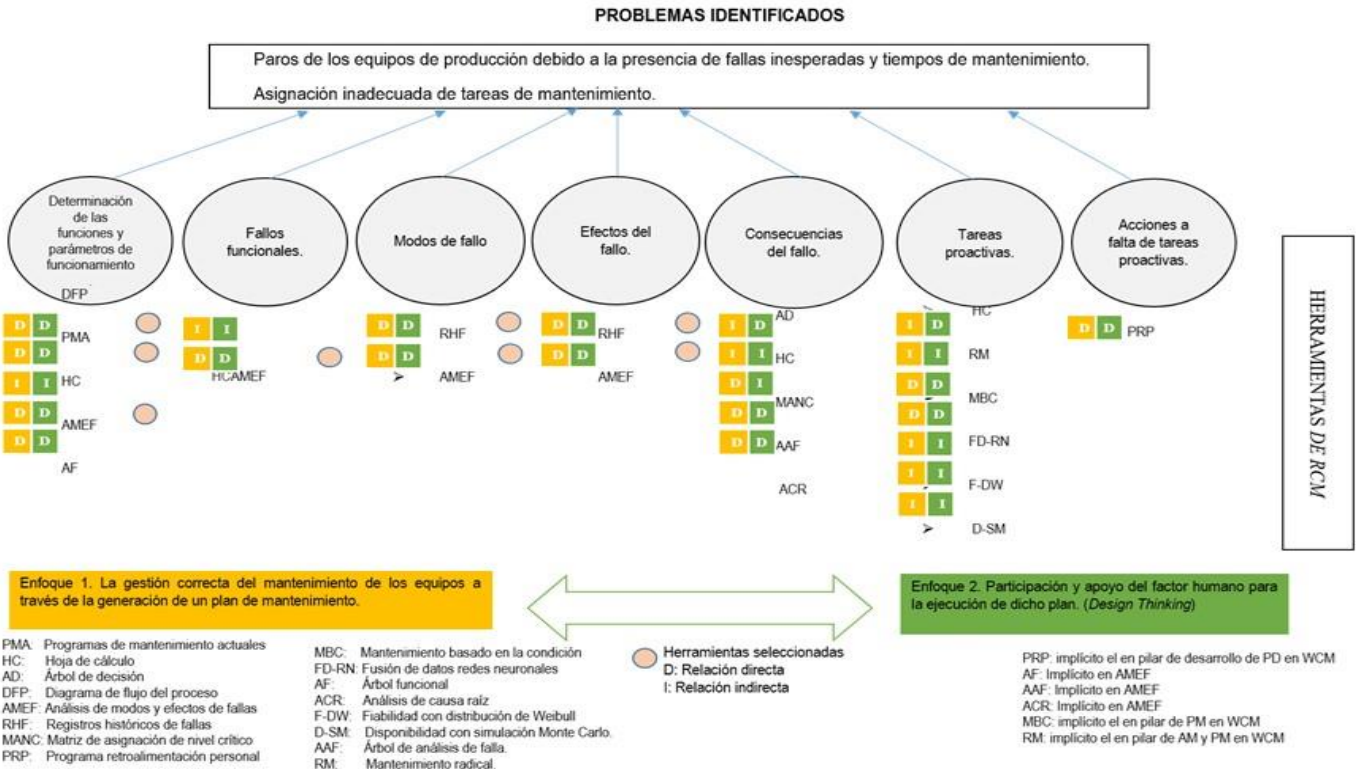 PROBLEMAS IDENTIFICADOS
Paros de los equipos de producción debido a la presencia de fallas inesperadas y tiempos de mantenimiento.
Asignación inadecuada de tareas de mantenimiento.
Determinación
de las
funciones y
parámetros de
funcionamiento
Fallos
funcionales.
Modos de fallo
Efectos del
fallo.
Consecuencias
del fallo.
Tareas
proactivas.
Acciones a
falta de tareas
proactivas.
DFP
D D
PMA
D D
I I HC
D D
AMEF
D D
AF
I I
D D
HCAMEF
D D
RHF
D D
AMEF
D D
RHF
D D
AMEF
AD
I D
I I HC
D I
MANC
D D
D D AAF
ACR
HC
I D
I I RM
D D
MBC
D D
I I FD-RN
I I
F-DW
I I
D-SM
D D PRP
HERRAMIENTAS DE RCM
Enfoque 1. La gestión correcta del mantenimiento de los equipos a
través de la generación de un plan de mantenimiento.
Enfoque 2. Participación y apoyo del factor humano para
la ejecución de dicho plan. (Design Thinking)
PMA: Programas de mantenimiento actuales
HC: Hoja de cálculo
AD: Árbol de decisión
DFP: Diagrama de flujo del proceso
AMEF: Análisis de modos y efectos de fallas
RHF: Registros históricos de fallas
MANC: Matriz de asignación de nivel crítico
PRP: Programa retroalimentación personal
MBC: Mantenimiento basado en la condición
FD-RN: Fusión de datos redes neuronales
AF: Árbol funcional
ACR: Análisis de causa raíz
F-DW: Fiabilidad con distribución de Weibull
D-SM: Disponibilidad con simulación Monte Carlo.
AAF: Árbol de análisis de falla.
RM: Mantenimiento radical.
Herramientas seleccionadas
D: Relación directa
I: Relación indirecta
PRP: implícito el en pilar de desarrollo de PD en WCM
AF: Implícito en AMEF
AAF: Implícito en AMEF
ACR: Implícito en AMEF
MBC: implícito el en pilar de PM en WCM
RM: implícito el en pilar de AM y PM en WCM